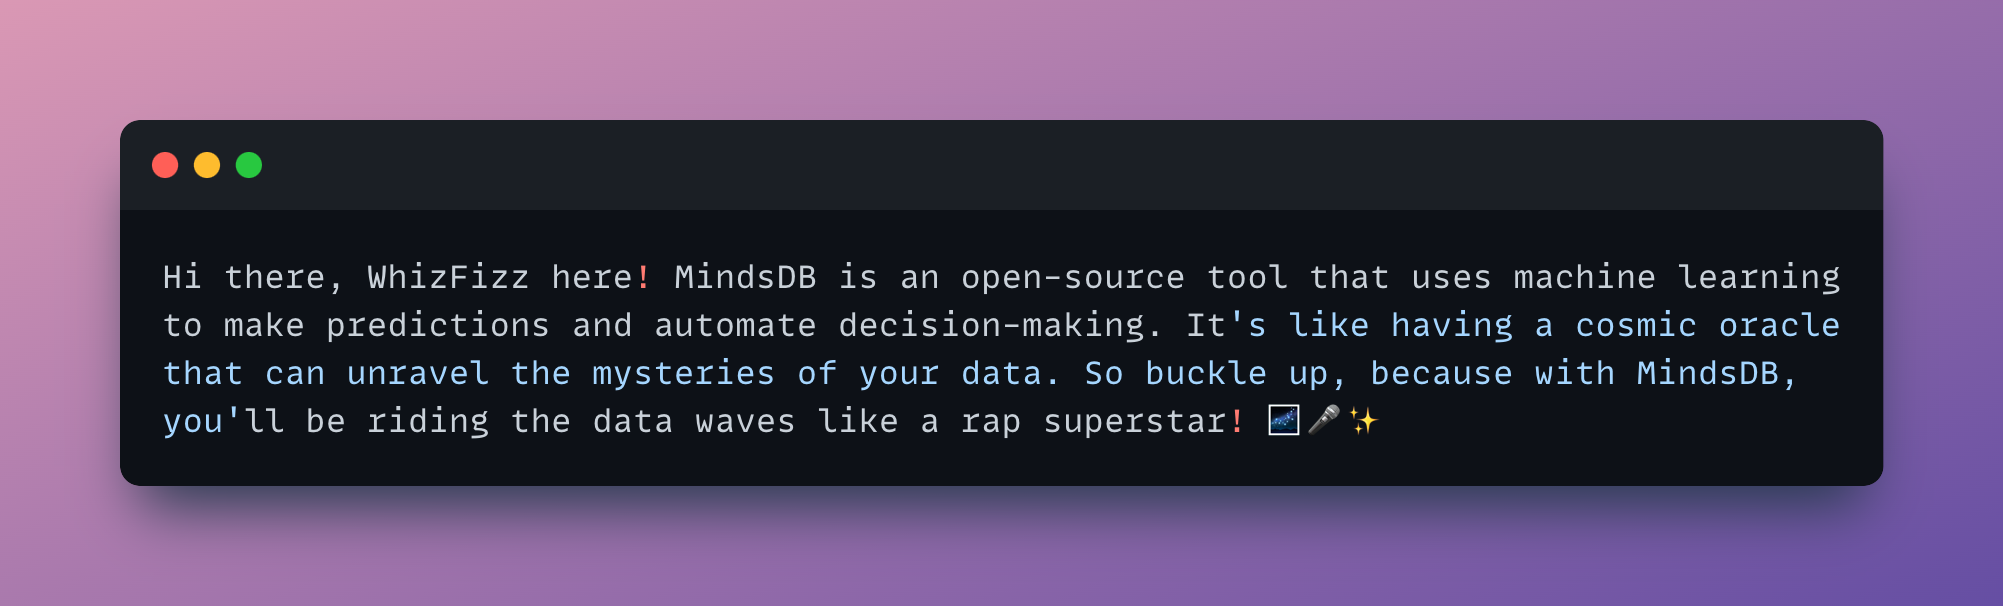 Hi there, WhizFizz here! MindsDB is an open-source tool that uses machine learning
to make predictions and automate decision-making. It's like having a cosmic oracle
that can unravel the mysteries of your data. So buckle up, because with MindsDB,
you'll be riding the data waves like a rap superstar! 🌌🎤✨